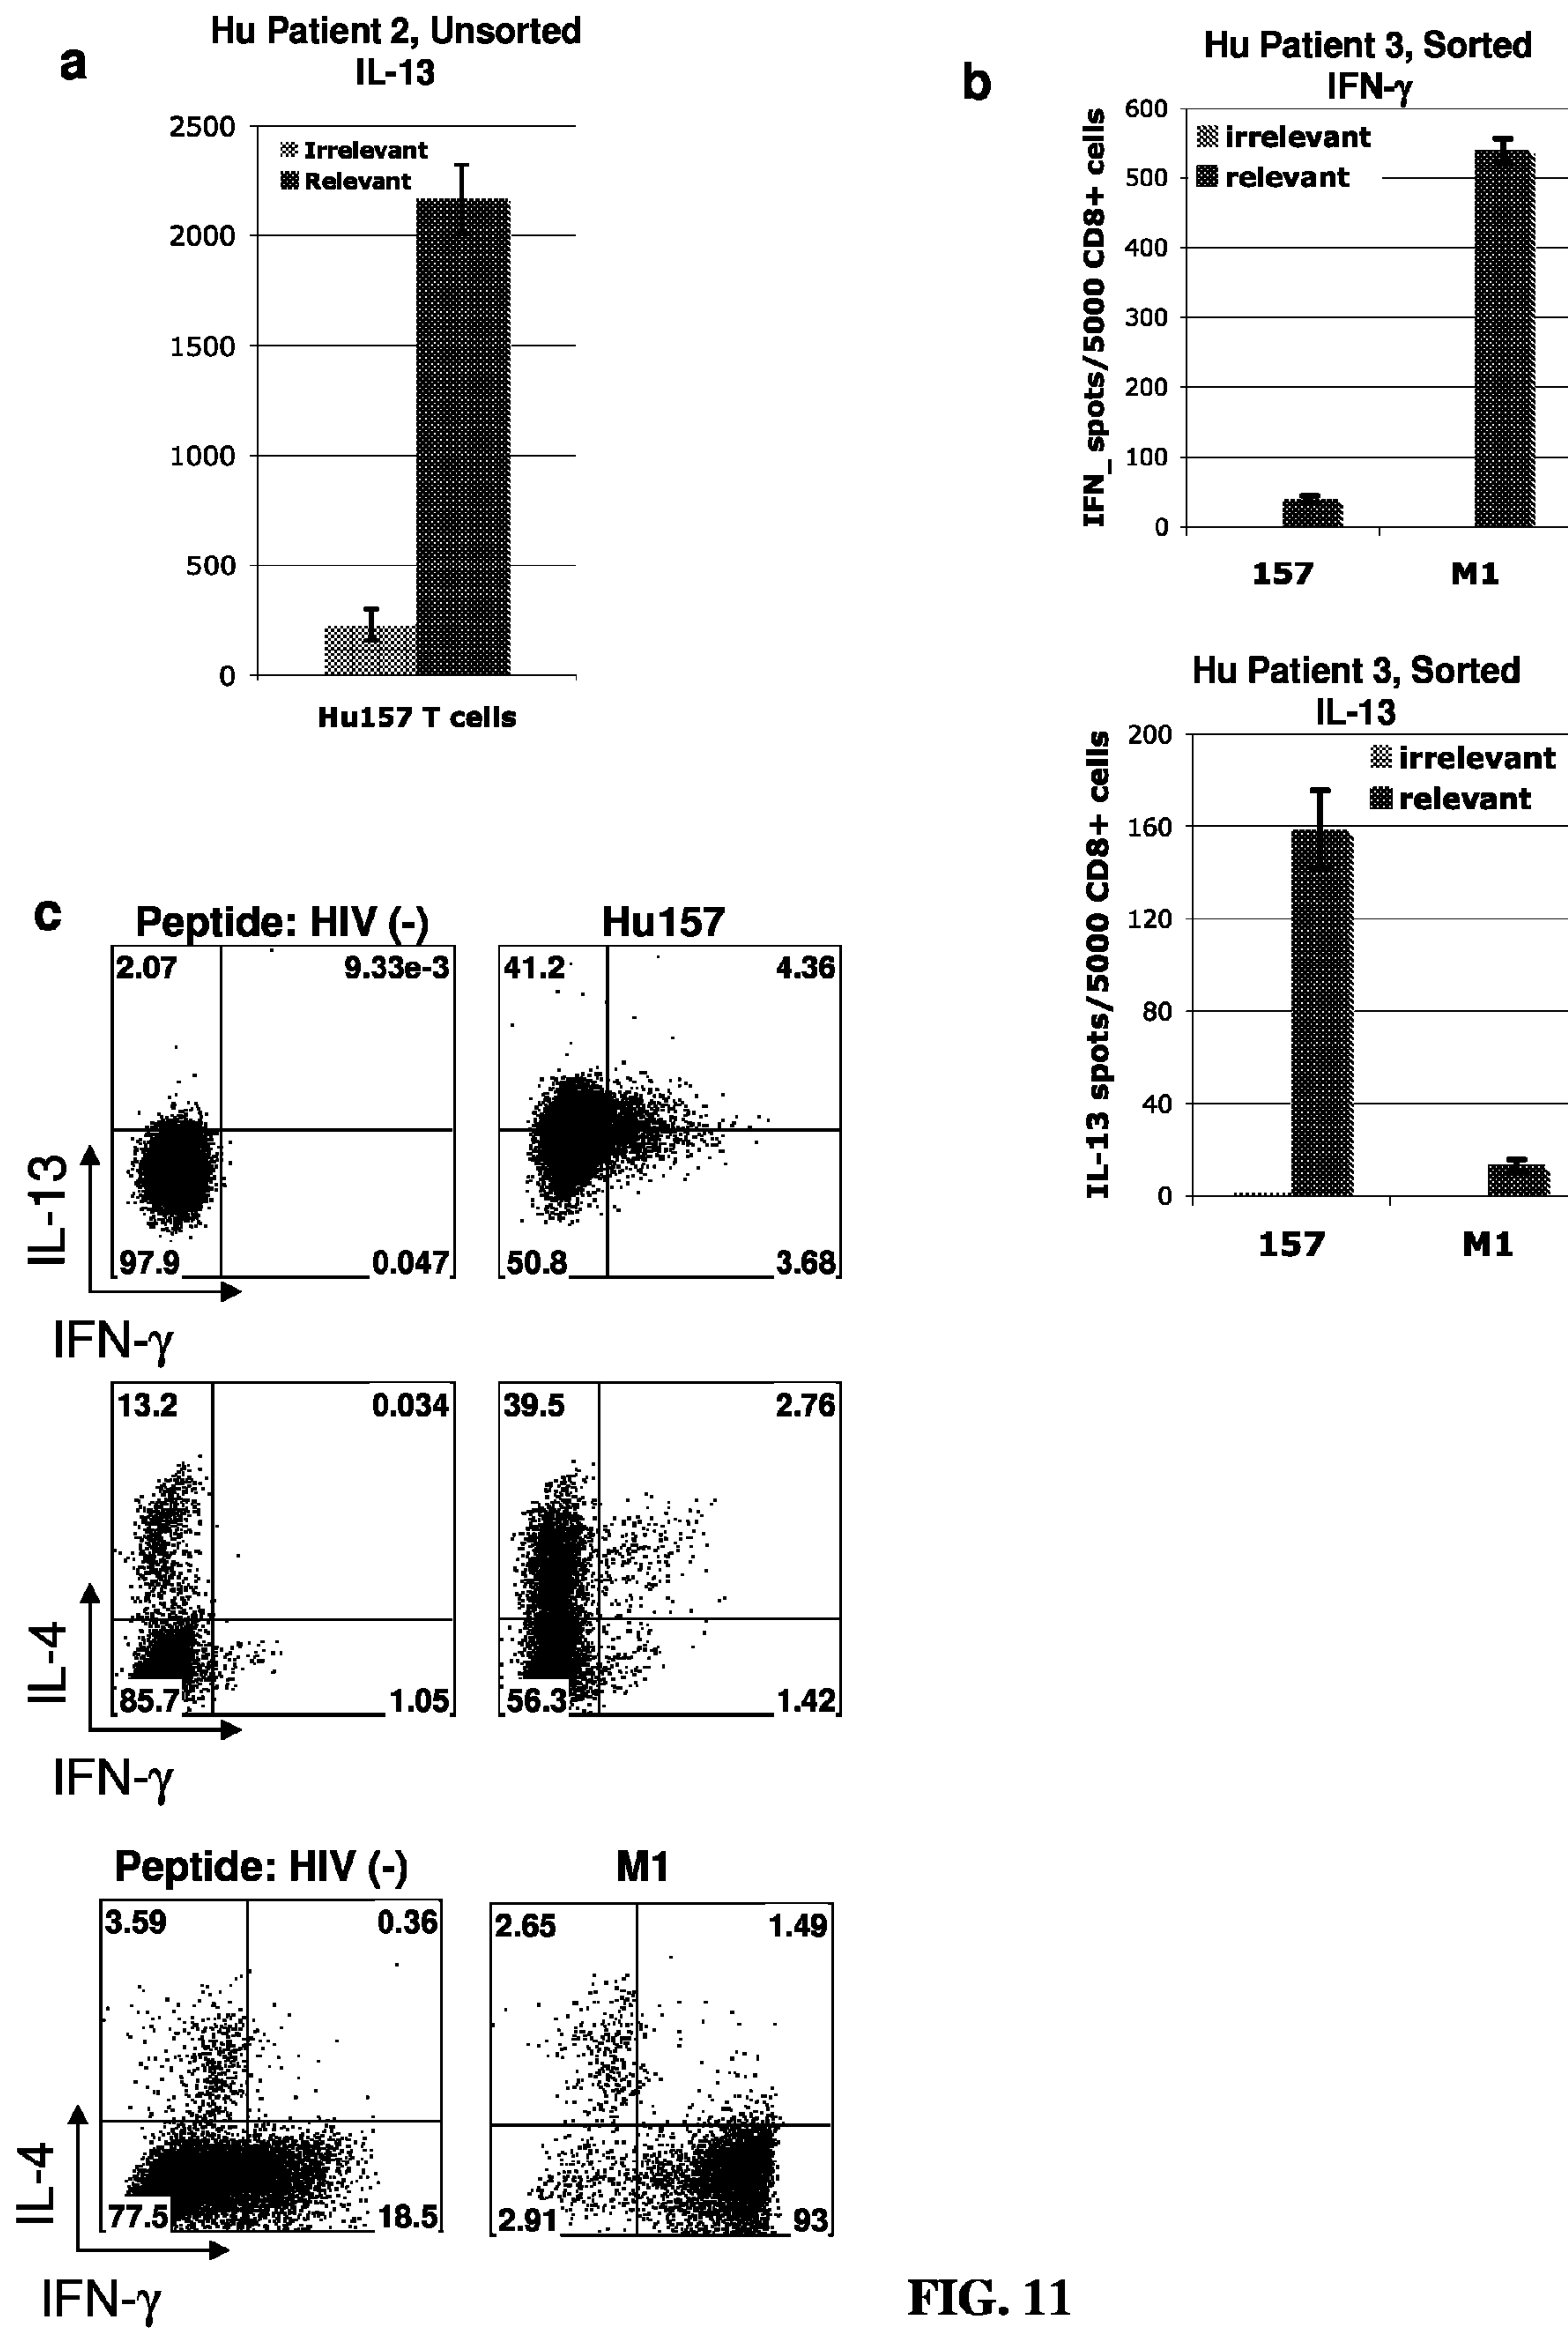 a
Hu Patient 2, Unsorted
IL-13
2500
2000
1500
1000
500
0
Irrelevant
Relevant
Hu157 T cells
b
Hu Patient 3, Sorted
IFN-γ
IFN_ spots/5000 CD8+ cells
600
500
400
300
200
100
0
irrelevant
relevant
157
M1
Hu Patient 3, Sorted
IL-13
IL-13 spots/5000 CD8+ cells
200
160
120
80
40
0
irrelevant
relevant
157
M1
c
Peptide: HIV (-)
Hu157
2.07
9.33e-3
97.9
0.047
41.2
4.36
50.8
3.68
IL-13
IFN-γ
13.2
0.034
85.7
1.05
39.5
2.76
56.3
1.42
IL-4
IFN-γ
Peptide: HIV (-)
M1
3.59
0.36
77.5
18.5
2.65
1.49
2.91
93
IL-4
IFN-γ
FIG. 11